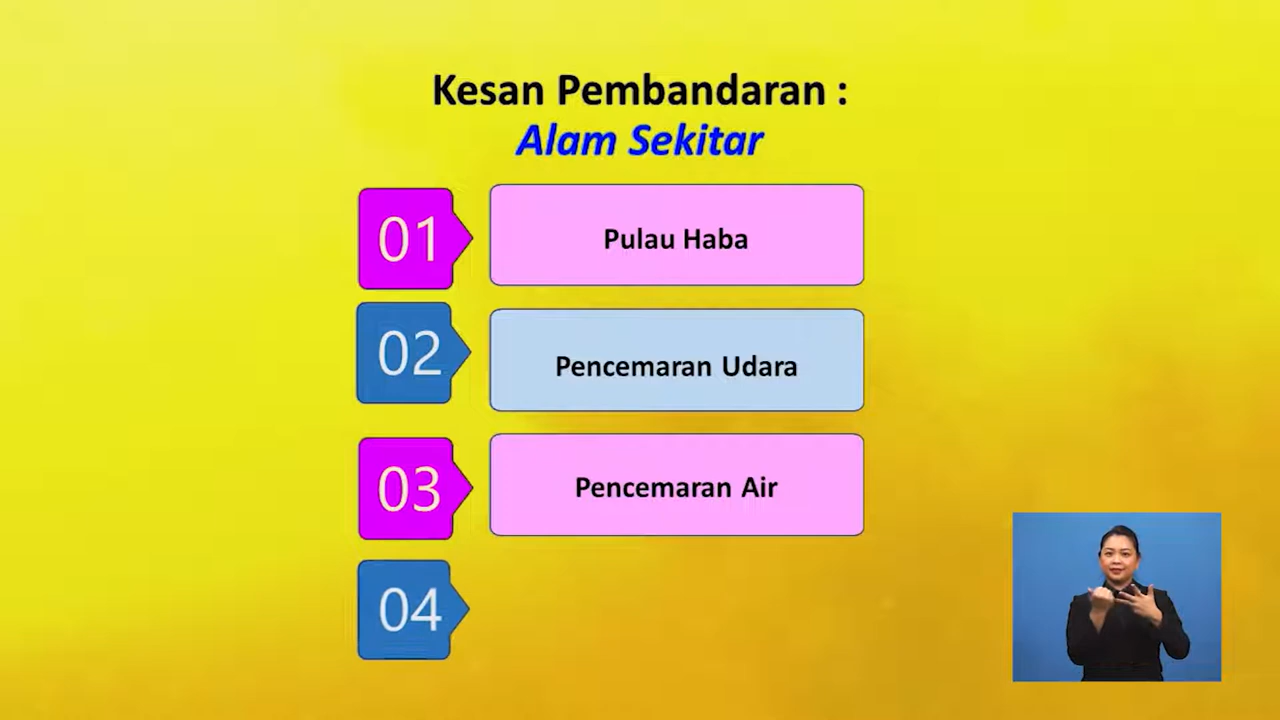 Kesan Pembandaran :
Alam Sekitar
01
Pulau Haba
02
Pencemaran Udara
03
Pencemaran Air
04